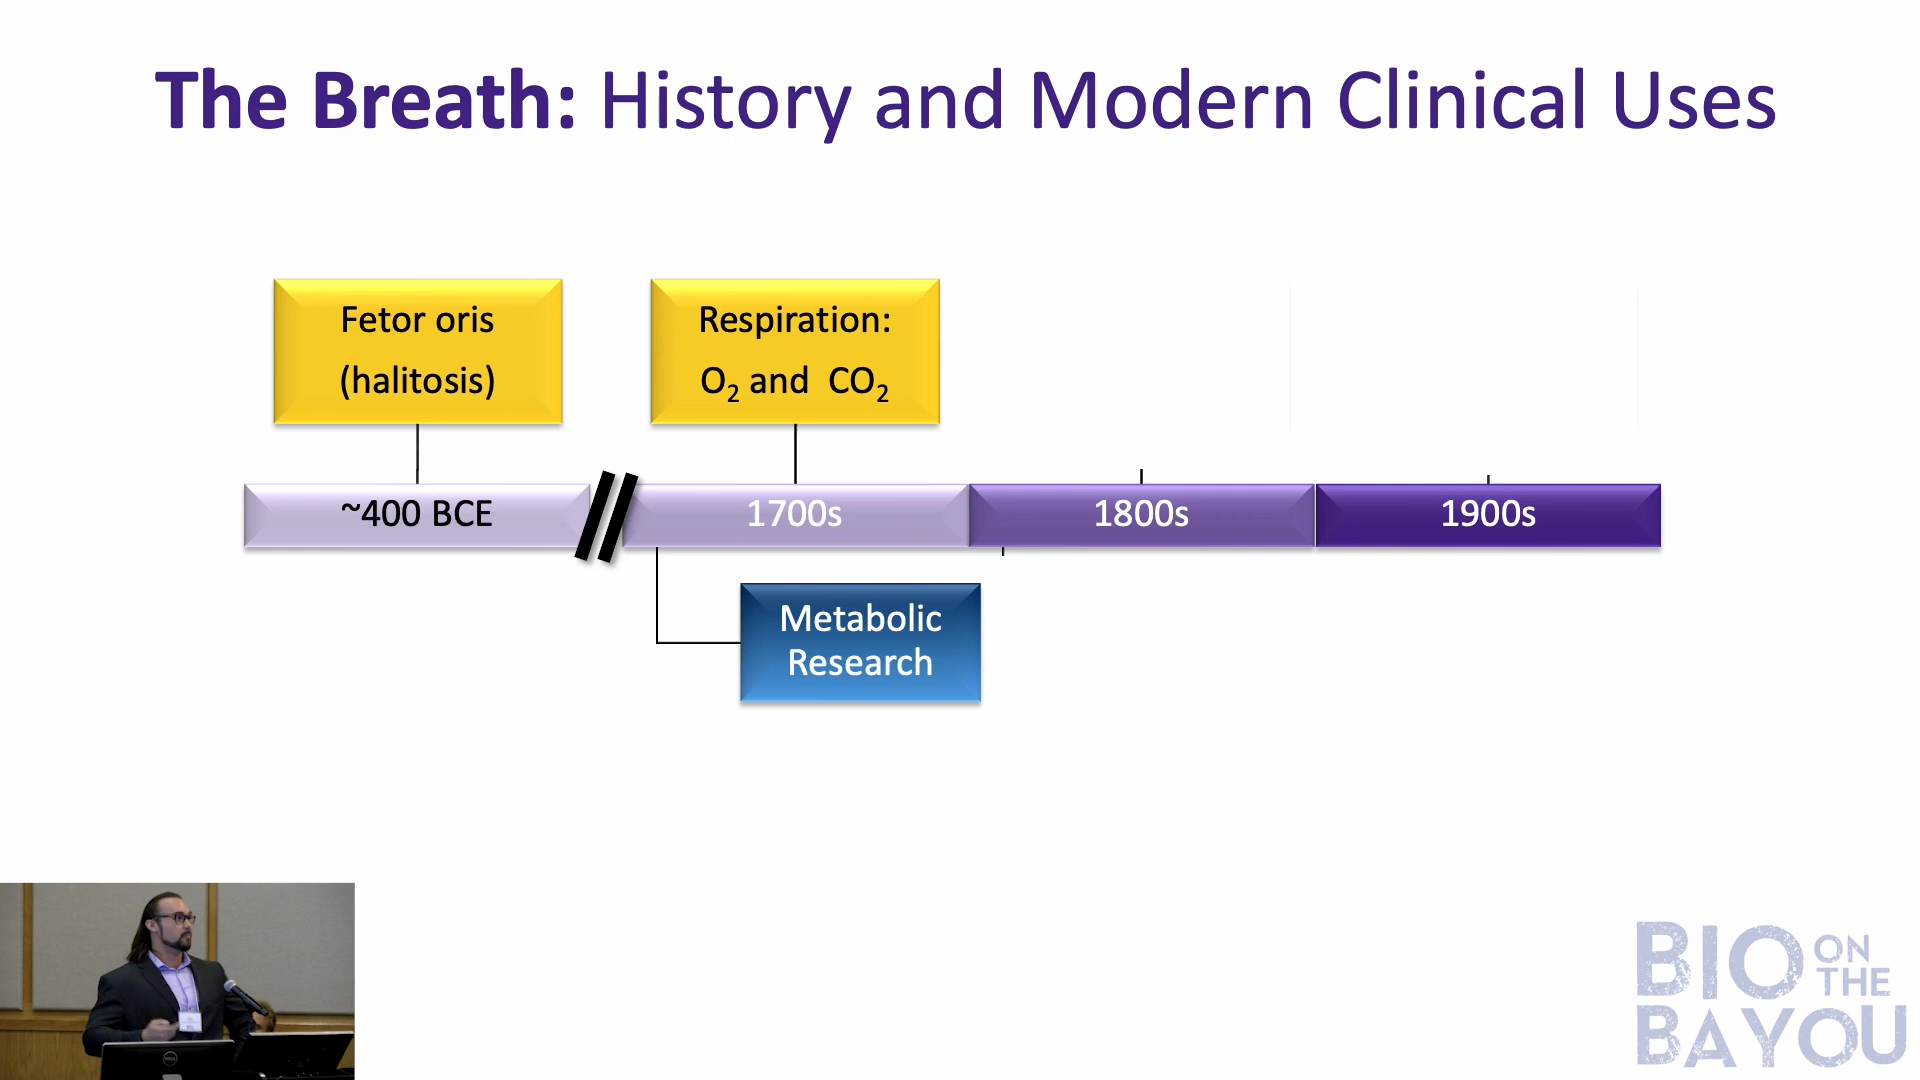 The Breath: History and Modern Clinical Uses
Fetor oris
(halitosis)
Respiration:
O₂ and CO₂
~400 BCE
1700s
1800s
1900s
Metabolic
Research
DELL
BIO ON THE
BAYOU